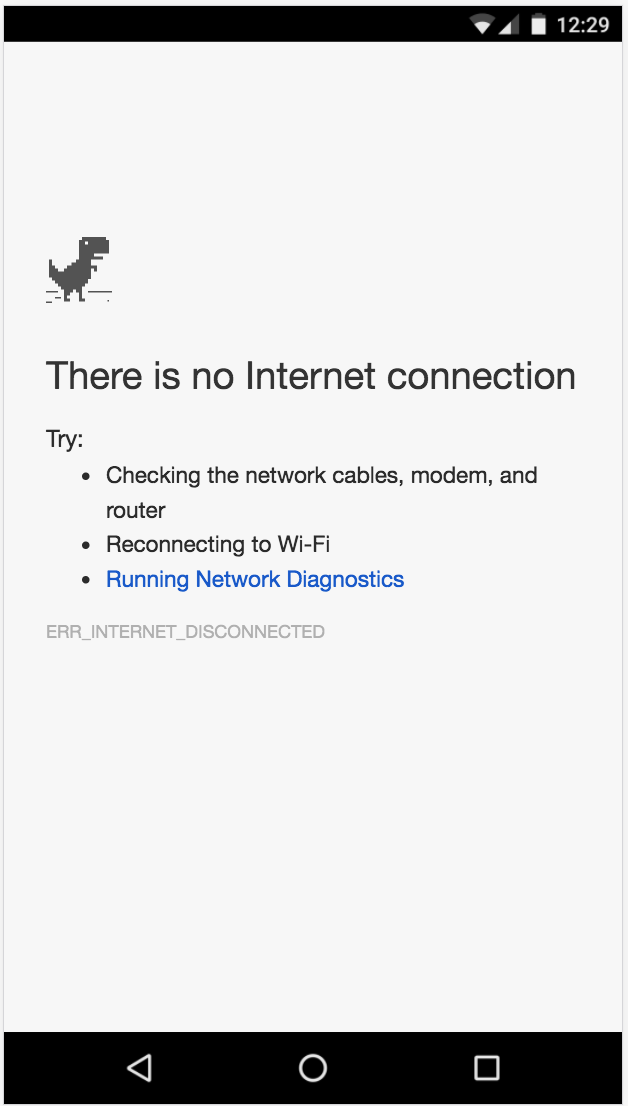 12:29
There is no Internet connection
Try:
Checking the network cables, modem, and
router
Reconnecting to Wi-Fi
Running Network Diagnostics
ERR_INTERNET_DISCONNECTED